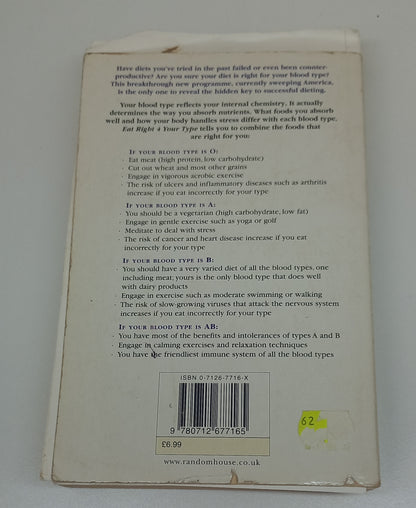 Have diets you've tried in the past failed or even been counter-
productive? Are you sure your diet is right for your blood type?
This breakthrough new programme, currently sweeping America,
is the only one to reveal the hidden key to successful dieting.
Your blood type reflects your internal chemistry. It actually
determines the way you absorb nutrients. What foods you absorb
well and how your body handles stress differ with each blood type.
Eat Right 4 Your Type tells you to combine the foods that
are right for you:
IF YOUR BLOOD TYPE IS O:
· Eat meat (high protein, low carbohydrate)
· Cut out wheat and most other grains
· Engage in vigorous aerobic exercise
· The risk of ulcers and inflammatory diseases such as arthritis
increase if you eat incorrectly for your type
IF YOUR BLOOD TYPE IS A:
· You should be a vegetarian (high carbohydrate, low fat)
· Engage in gentle exercise such as yoga or golf
· Meditate to deal with stress
· The risk of cancer and heart disease increase if you eat
incorrectly for your type
IF YOUR BLOOD TYPE IS B:
· You should have a very varied diet of all the blood types, one
including meat; yours is the only blood type that does well
with dairy products
· Engage in exercise such as moderate swimming or walking
· The risk of slow-growing viruses that attack the nervous system
increases if you eat incorrectly for your type
IF YOUR BLOOD TYPE IS AB:
· You have most of the benefits and intolerances of types A and B
· Engage in calming exercises and relaxation techniques
· You have the friendliest immune system of all the blood types
ISBN 0-7126-7716-X
9 780712 677165
£6.99
62
www.randomhouse.co.uk